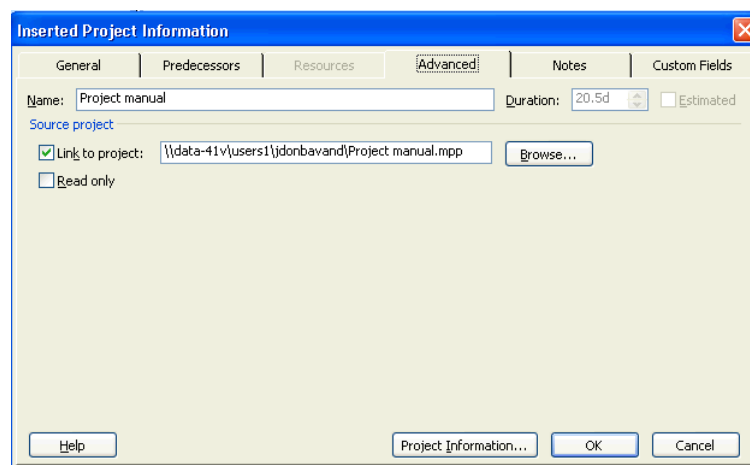 Inserted Project Information
General Predecessors Resources Advanced Notes Custom Fields
Name: Project manual Duration: 20.5d Estimated
Source project
Link to project: \\data-41v\users1\jdonbavand\Project manual.mpp Browse...
Read only
Help Project Information... OK Cancel